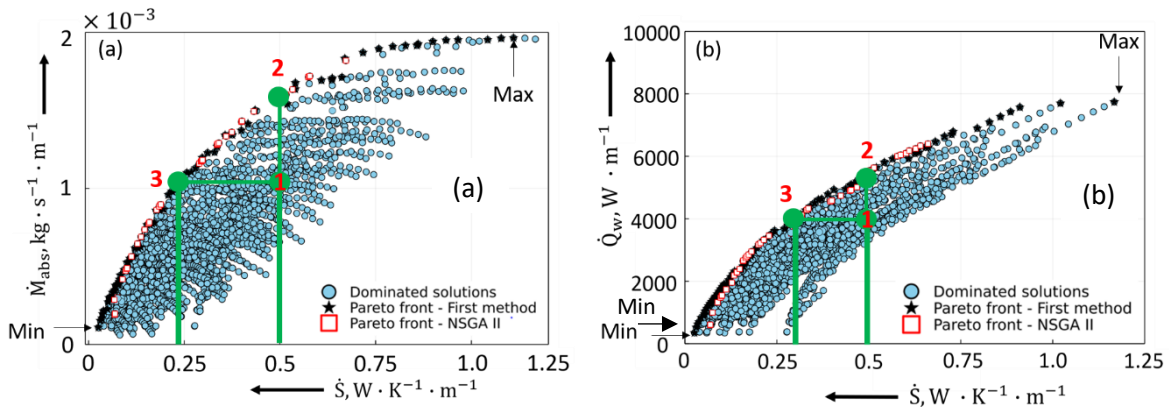 × 10⁻³
2
1
0
(a)
2
3
1
Max
(a)
Min
Ṁabs, kg · s⁻¹ · m⁻¹
Dominated solutions
Pareto front - First method
Pareto front - NSGA II
0 0.25 0.5 0.75 1.00 1.25
Ṡ, W · K⁻¹ · m⁻¹
10000
8000
6000
4000
2000
0
(b)
Max
2
3
1
(b)
Min
Q̇w, W · m⁻¹
Dominated solutions
Pareto front - First method
Pareto front - NSGA II
0 0.25 0.5 0.75 1.0 1.25
Ṡ, W · K⁻¹ · m⁻¹